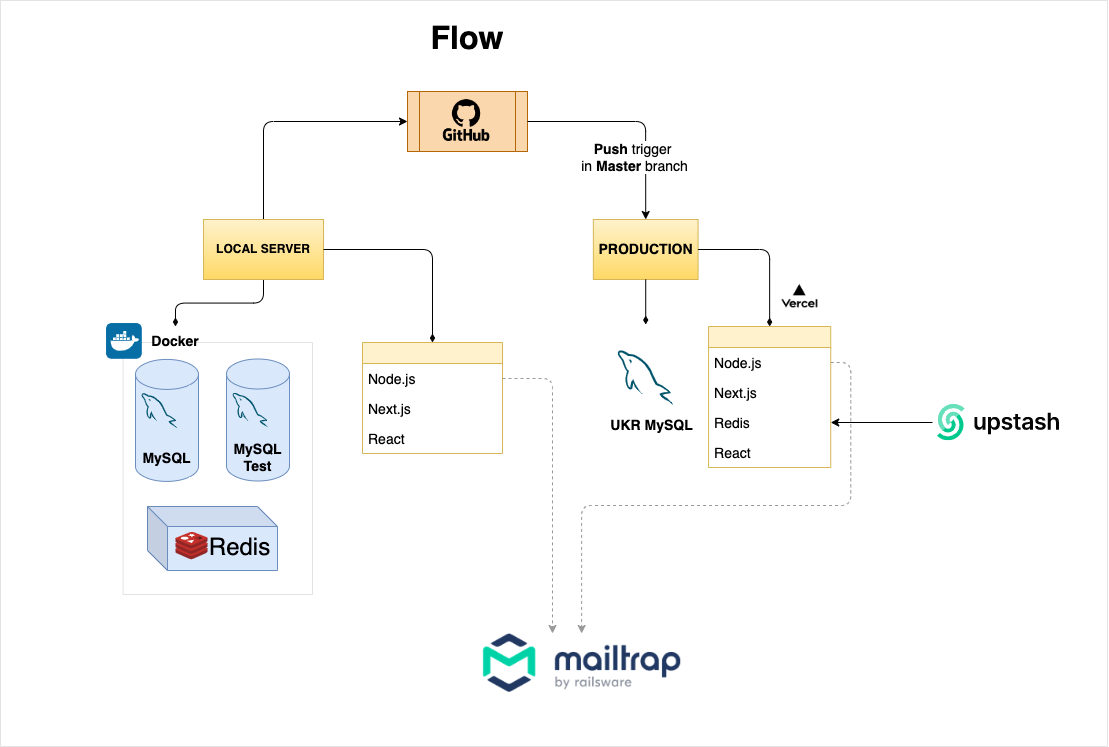 Flow
GitHub
Push trigger
in Master branch
LOCAL SERVER
PRODUCTION
Vercel
Docker
MySQL
MySQL
Test
Redis
Node.js
Next.js
React
UKR MySQL
Node.js
Next.js
Redis
React
upstash
mailtrap
by railsware